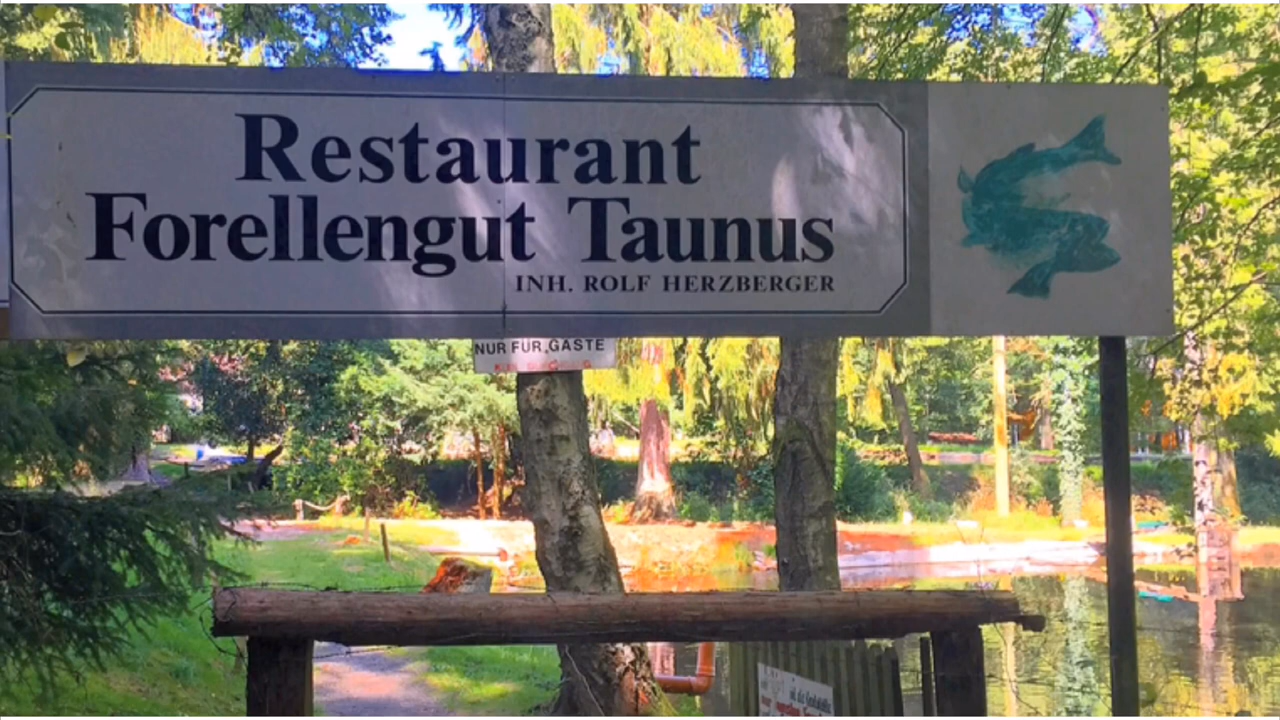 Restaurant
Forellengut Taunus
INH. ROLF HERZBERGER
NUR FÜR GÄSTE